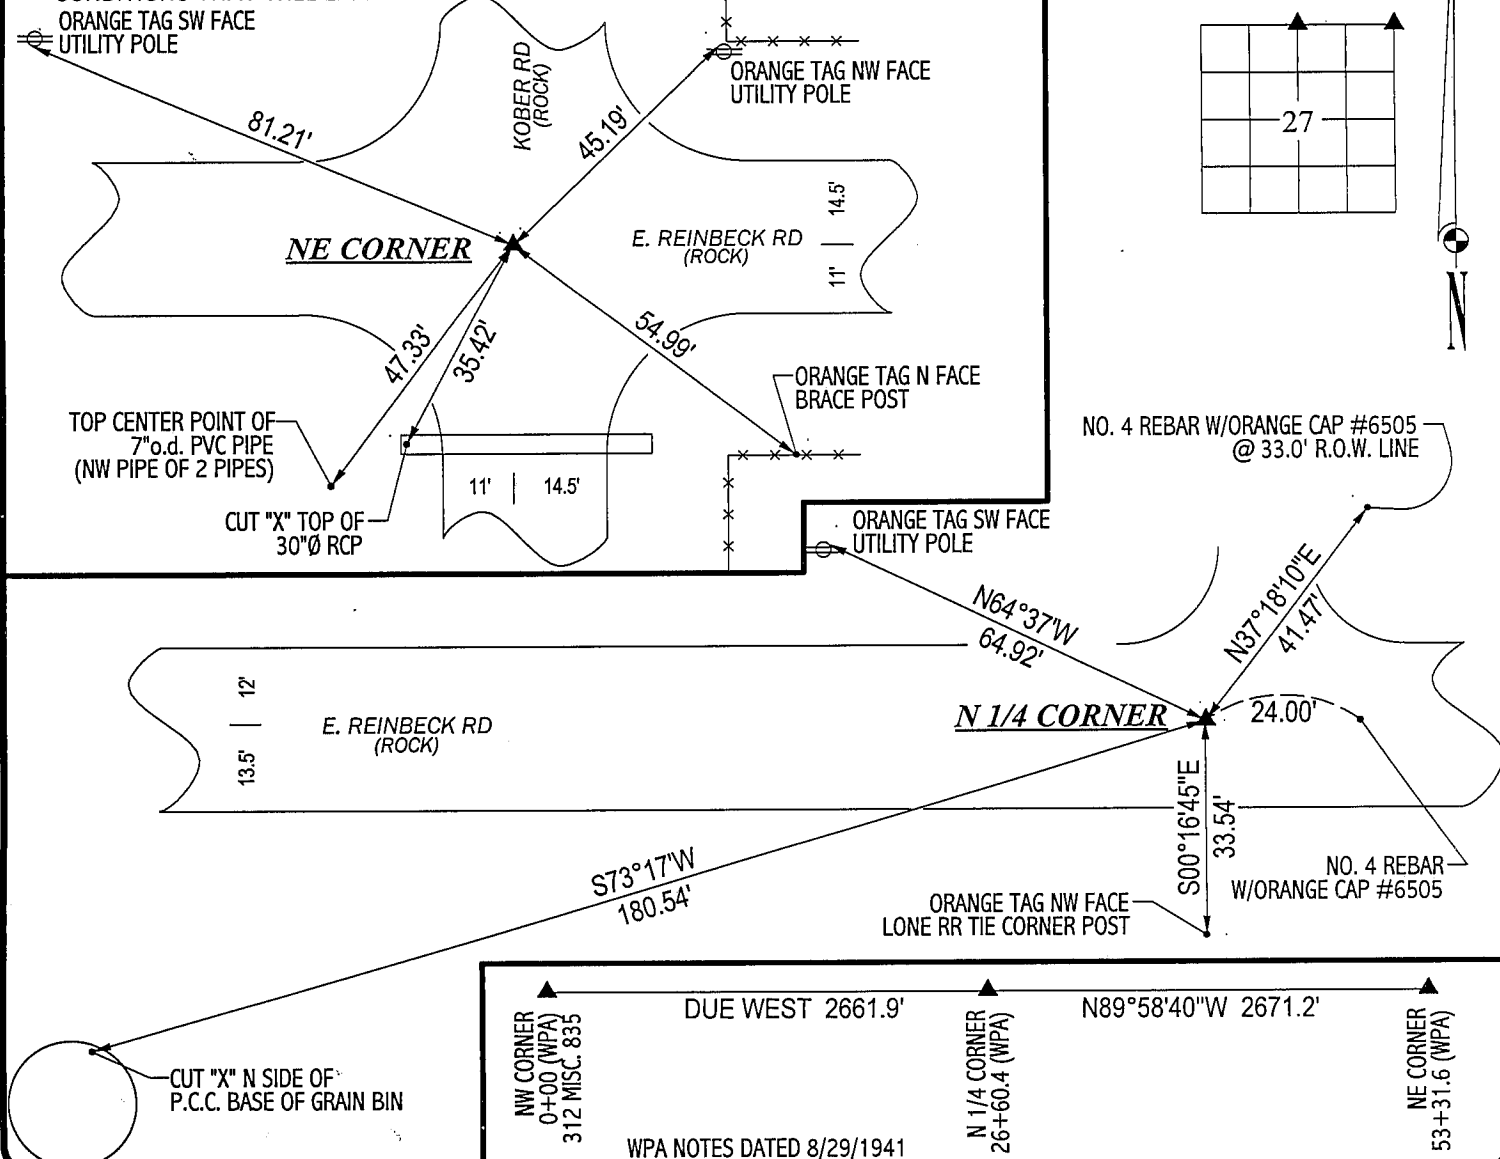 ORANGE TAG SW FACE
UTILITY POLE
81.21'
KOBER RD
(ROCK)
45.19'
ORANGE TAG NW FACE
UTILITY POLE
27
N
NE CORNER
E. REINBECK RD
(ROCK)
14.5'
11'
47.33'
35.42'
54.99'
ORANGE TAG N FACE
BRACE POST
TOP CENTER POINT OF
7"o.d. PVC PIPE
(NW PIPE OF 2 PIPES)
11'
14.5'
CUT "X" TOP OF
30"Ø RCP
NO. 4 REBAR W/ORANGE CAP #6505
@ 33.0' R.O.W. LINE
ORANGE TAG SW FACE
UTILITY POLE
N64°37'W
64.92'
N37°18'10"E
41.47'
N 1/4 CORNER
24.00'
12'
13.5'
E. REINBECK RD
(ROCK)
S00°16'45"E
33.54'
S73°17'W
180.54'
NO. 4 REBAR
W/ORANGE CAP #6505
ORANGE TAG NW FACE
LONE RR TIE CORNER POST
CUT "X" N SIDE OF
P.C.C. BASE OF GRAIN BIN
DUE WEST 2661.9'
N89°58'40"W 2671.2'
NW CORNER
0+00 (WPA)
312 MISC. 835
N 1/4 CORNER
26+60.4 (WPA)
NE CORNER
53+31.6 (WPA)
WPA NOTES DATED 8/29/1941